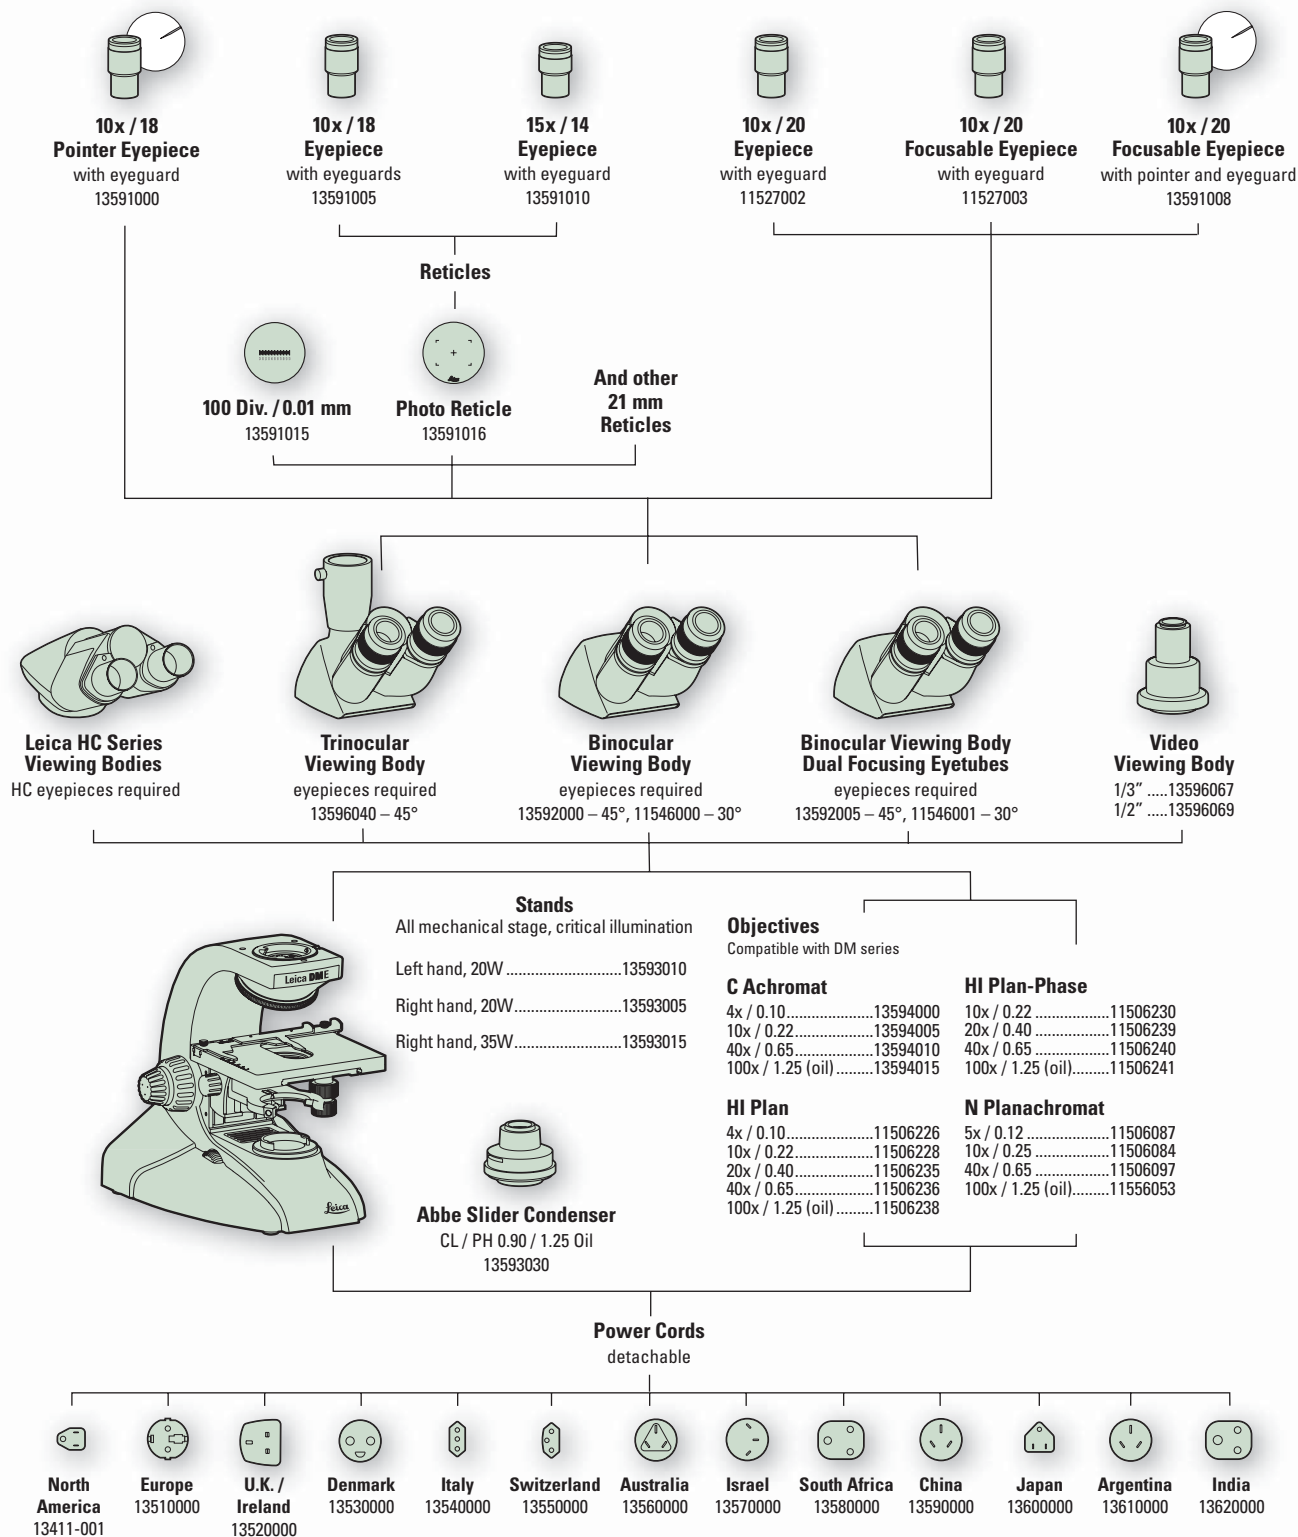 10x / 18
Pointer Eyepiece
with eyeguard
13591000
10x / 18
Eyepiece
with eyeguards
13591005
15x / 14
Eyepiece
with eyeguard
13591010
10x / 20
Eyepiece
with eyeguard
11527002
10x / 20
Focusable Eyepiece
with eyeguard
11527003
10x / 20
Focusable Eyepiece
with pointer and eyeguard
13591008
Reticles
100 Div. / 0.01 mm
13591015
Photo Reticle
13591016
And other
21 mm
Reticles
Leica HC Series
Viewing Bodies
HC eyepieces required
Trinocular
Viewing Body
eyepieces required
13596040 – 45°
Binocular
Viewing Body
eyepieces required
13592000 – 45°, 11546000 – 30°
Binocular Viewing Body
Dual Focusing Eyetubes
eyepieces required
13592005 – 45°, 11546001 – 30°
Video
Viewing Body
1/3” .....13596067
1/2” .....13596069
Leica DME
Leica
Stands
All mechanical stage, critical illumination
Left hand, 20W ............................13593010
Right hand, 20W..........................13593005
Right hand, 35W..........................13593015
Abbe Slider Condenser
CL / PH 0.90 / 1.25 Oil
13593030
Objectives
Compatible with DM series
C Achromat
4x / 0.10.....................13594000
10x / 0.22...................13594005
40x / 0.65...................13594010
100x / 1.25 (oil) .........13594015
HI Plan
4x / 0.10.....................11506226
10x / 0.22...................11506228
20x / 0.40...................11506235
40x / 0.65...................11506236
100x / 1.25 (oil) .........11506238
HI Plan-Phase
10x / 0.22 ..................11506230
20x / 0.40 ..................11506239
40x / 0.65 ..................11506240
100x / 1.25 (oil).........11506241
N Planachromat
5x / 0.12 ....................11506087
10x / 0.25 ..................11506084
40x / 0.65 ..................11506097
100x / 1.25 (oil).........11556053
Power Cords
detachable
North
America
13411-001
Europe
13510000
U.K. /
Ireland
13520000
Denmark
13530000
Italy
13540000
Switzerland
13550000
Australia
13560000
Israel
13570000
South Africa
13580000
China
13590000
Japan
13600000
Argentina
13610000
India
13620000